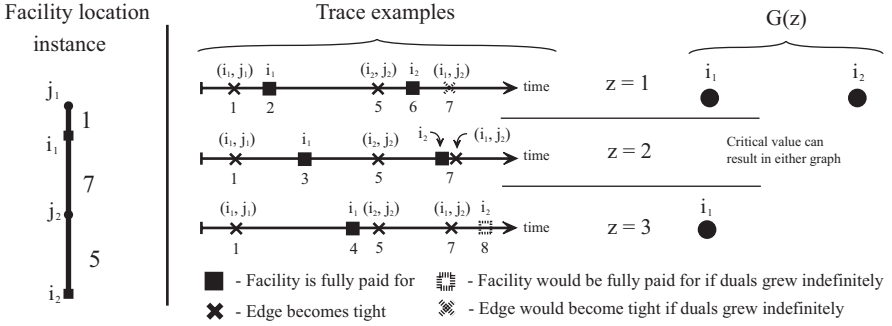 Facility location
instance
Trace examples
G(z)
j₁
1
i₁
7
j₂
5
i₂
(i₁, j₁) i₁ (i₂, j₂) i₂ (i₁, j₂)
time
1 2 5 6 7
z = 1
i₁ i₂
(i₁, j₁) i₁ (i₂, j₂) i₂ (i₁, j₂)
time
1 3 5 7
z = 2
Critical value can
result in either graph
(i₁, j₁) i₁ (i₂, j₂) (i₁, j₂) i₂
time
1 4 5 7 8
z = 3
i₁
- Facility is fully paid for
- Facility would be fully paid for if duals grew indefinitely
- Edge becomes tight
- Edge would become tight if duals grew indefinitely